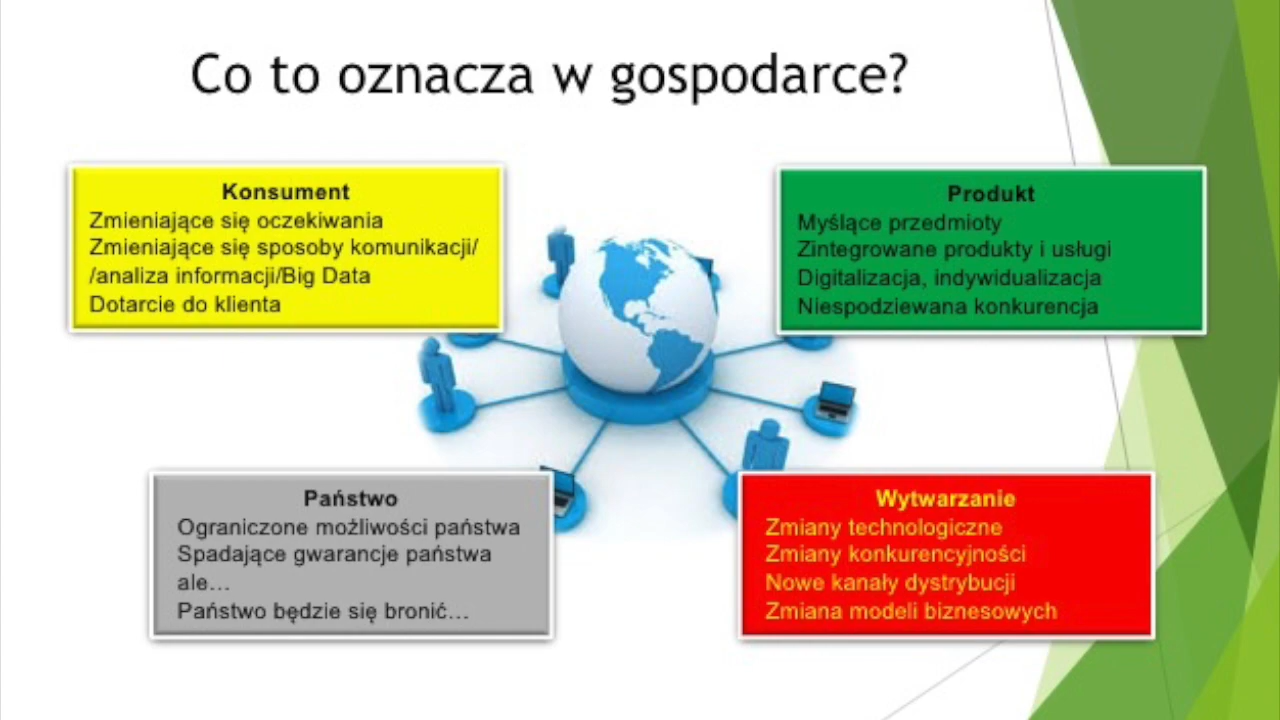 Co to oznacza w gospodarce?
Konsument
Zmieniające się oczekiwania
Zmieniające się sposoby komunikacji/
/analiza informacji/Big Data
Dotarcie do klienta
Produkt
Myślące przedmioty
Zintegrowane produkty i usługi
Digitalizacja, indywidualizacja
Niespodziewana konkurencja
Państwo
Ograniczone możliwości państwa
Spadające gwarancje państwa
ale...
Państwo będzie się bronić...
Wytwarzanie
Zmiany technologiczne
Zmiany konkurencyjności
Nowe kanały dystrybucji
Zmiana modeli biznesowych